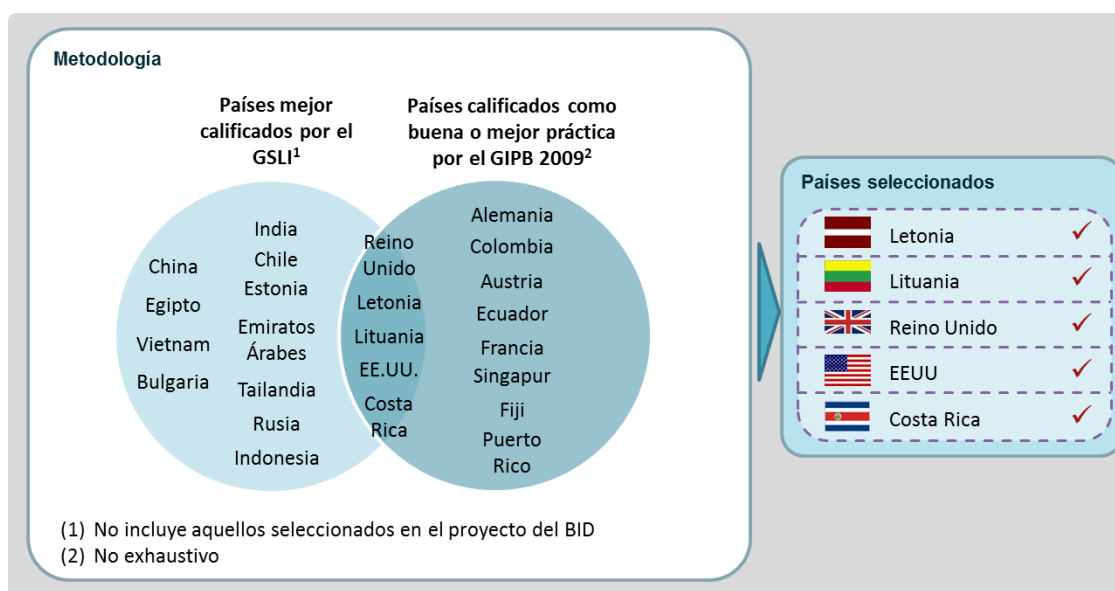 Metodología
Países mejor
calificados por el
GSLI1
Países calificados como
buena o mejor práctica
por el GIPB 20092
China
Egipto
Vietnam
Bulgaria
India
Chile
Estonia
Emiratos
Árabes
Tailandia
Rusia
Indonesia
Reino
Unido
Letonia
Lituania
EE.UU.
Costa
Rica
Alemania
Colombia
Austria
Ecuador
Francia
Singapur
Fiji
Puerto
Rico
(1) No incluye aquellos seleccionados en el proyecto del BID
(2) No exhaustivo
Países seleccionados
Letonia
Lituania
Reino Unido
EEUU
Costa Rica